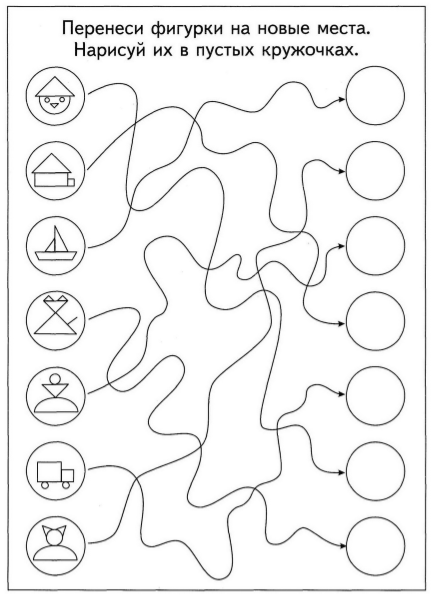 Перенеси фигурки на новые места.
Нарисуй их в пустых кружочках.